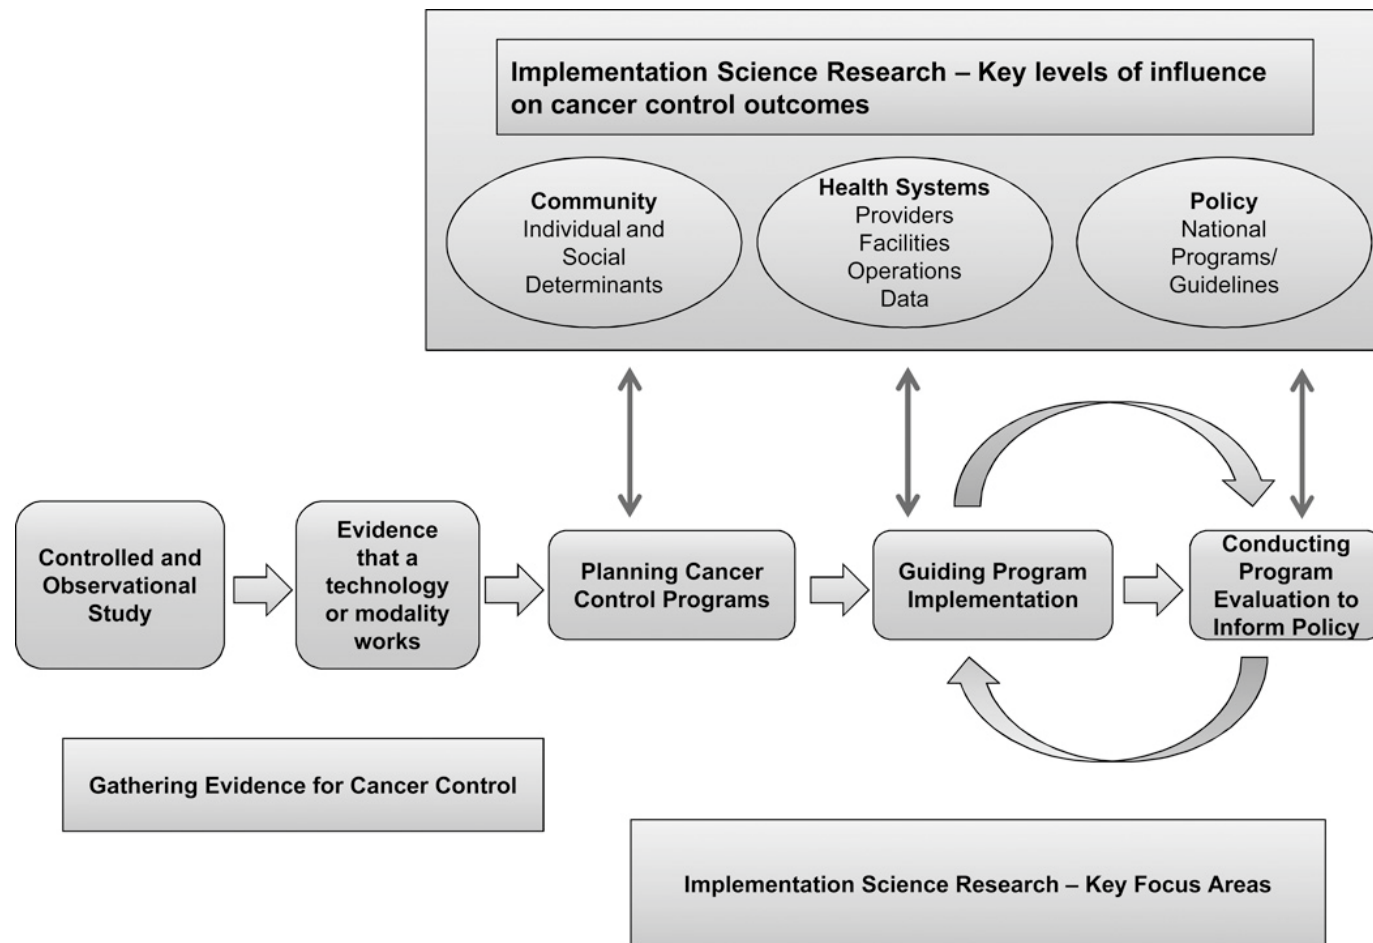 Implementation Science Research – Key levels of influence
on cancer control outcomes
Community
Individual and
Social
Determinants
Health Systems
Providers
Facilities
Operations
Data
Policy
National
Programs/
Guidelines
Controlled and
Observational
Study
Evidence
that a
technology
or modality
works
Planning Cancer
Control Programs
Guiding Program
Implementation
Conducting
Program
Evaluation to
Inform Policy
Gathering Evidence for Cancer Control
Implementation Science Research – Key Focus Areas